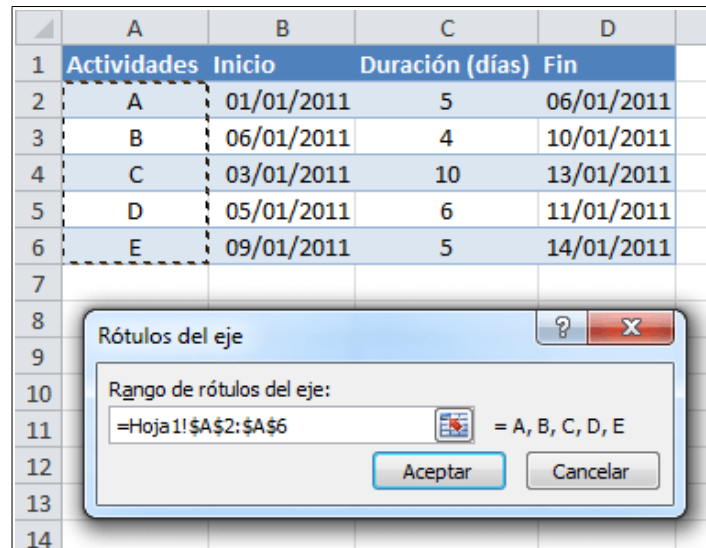 A B C D
1 Actividades Inicio Duración (días) Fin
2 A 01/01/2011 5 06/01/2011
3 B 06/01/2011 4 10/01/2011
4 C 03/01/2011 10 13/01/2011
5 D 05/01/2011 6 11/01/2011
6 E 09/01/2011 5 14/01/2011
7
8
Rótulos del eje ? X
9
10
Rango de rótulos del eje:
11
=Hoja1!$A$2:$A$6 = A, B, C, D, E
12
Aceptar Cancelar
13
14